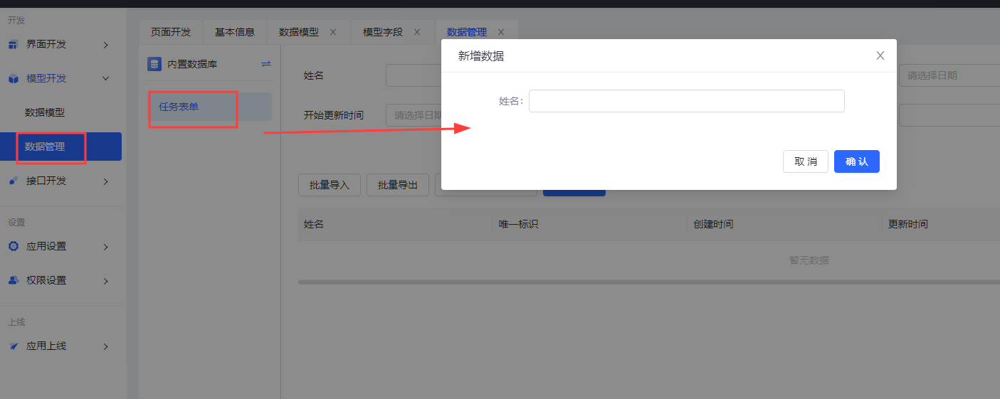 开发
界面开发
模型开发
数据模型
数据管理
接口开发
设置
应用设置
权限设置
上线
应用上线
页面开发 基本信息 数据模型 模型字段 数据管理
内置数据库
任务表单
姓名 请选择日期
开始更新时间 请选择日期
新增数据
姓名:
取 消 确 认
批量导入 批量导出
姓名 唯一标识 创建时间 更新时间
暂无数据